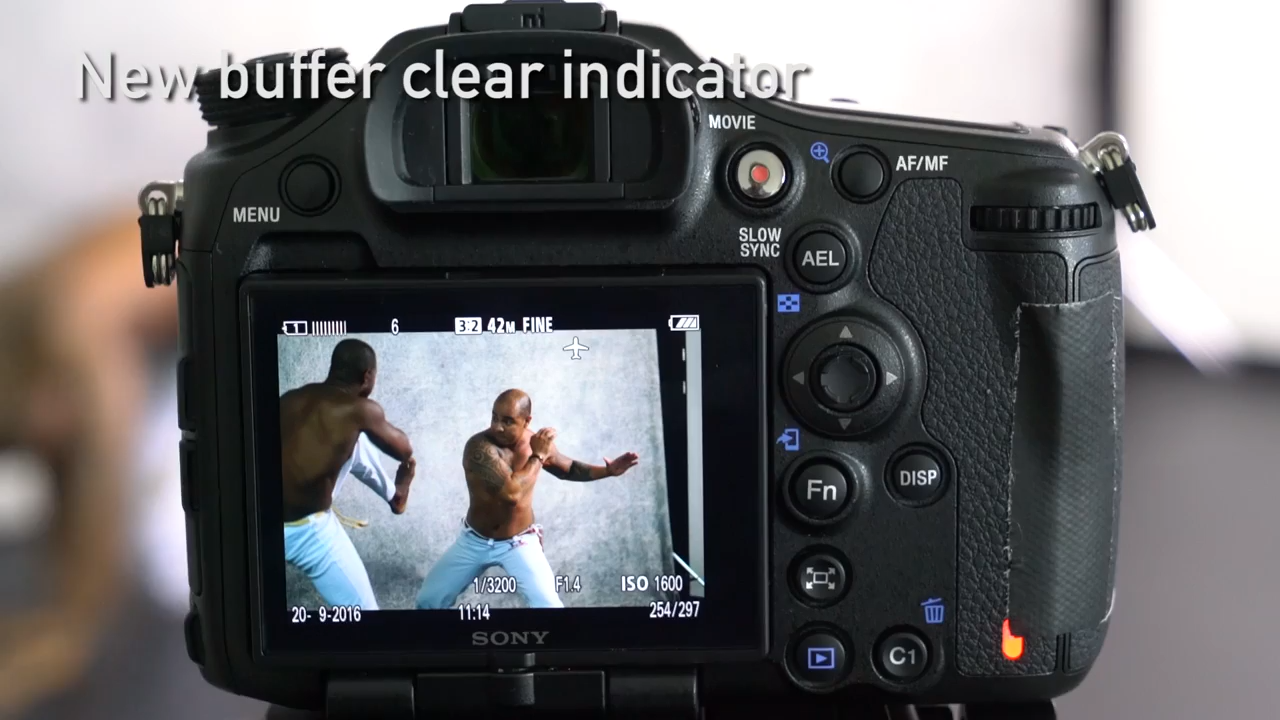 New buffer clear indicator
MOVIE
AF/MF
MENU
SLOW
SYNC
AEL
1 6 3:2 42M FINE
1/3200 F1.4 ISO 1600
20- 9-2016 11:14 254/297
SONY
Fn
DISP
C1